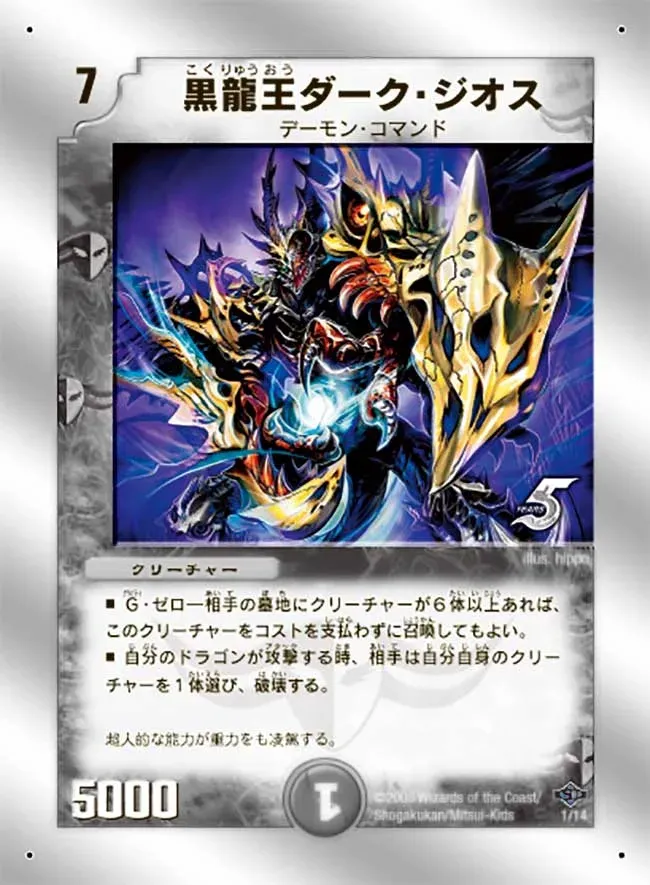 7
こくりゅうおう
黒龍王ダーク・ジオス
デーモン・コマンド
5
YEARS
illus. hippo
クリーチャー
■ G・ゼロー相手の墓地にクリーチャーが6体以上あれば、
このクリーチャーをコストを支払わずに召喚してもよい。
■ 自分のドラゴンが攻撃する時、相手は自分自身のクリー
チャーを1体選び、破壊する。
超人的な能力が重力をも凌駕する。
5000
1
Wizards of the Coast/
Shogakukan/Mitsui-Kids
1/14